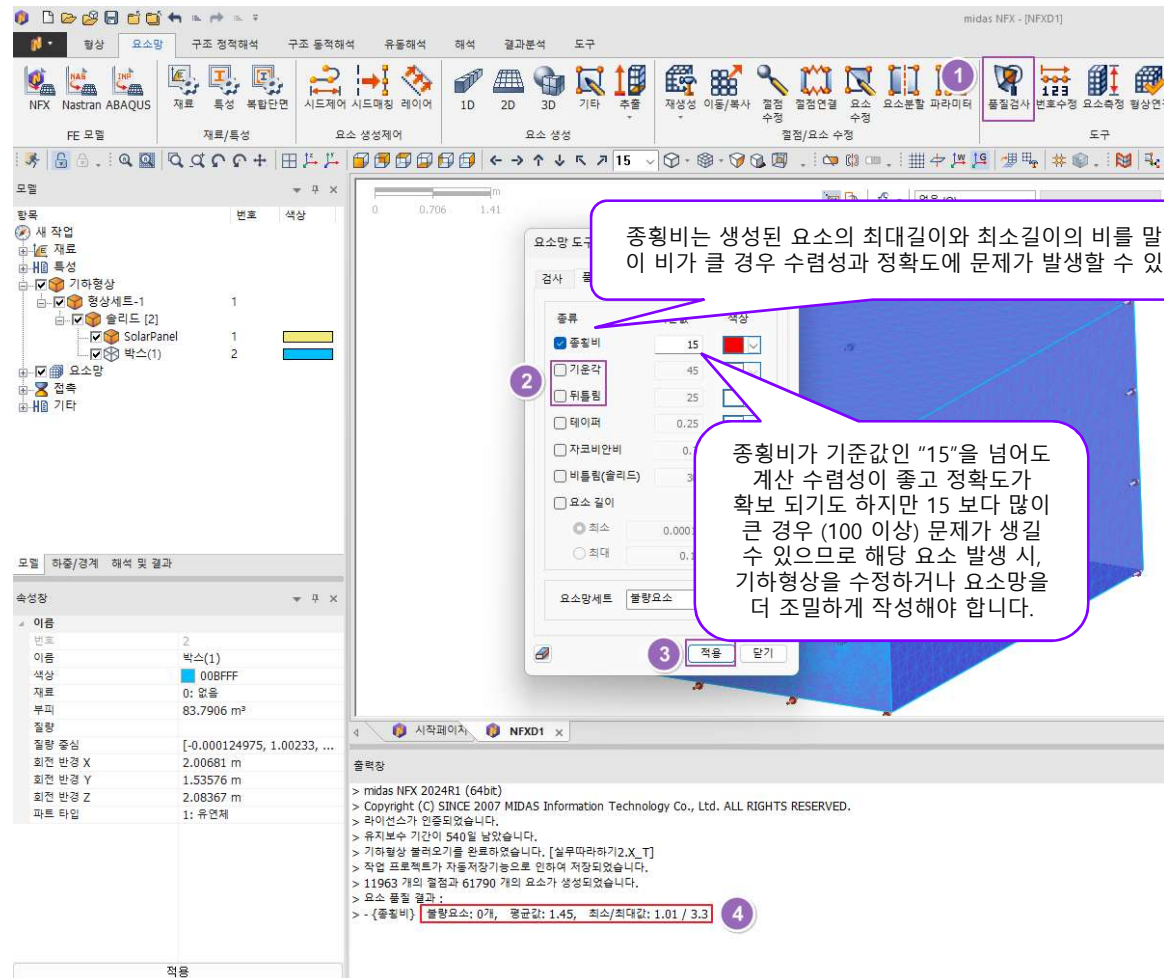 midas NFX - [NFXD1]
형상 요소망 구조 정적해석 구조 동적해석 유동해석 해석 결과분석 도구
NAS INP
NFX Nastran ABAQUS 재료 특성 복합단면 시드제어 시드매칭 레이어 1D 2D 3D 기타 추출 재생성 이동/복사 절점 수정 절점연결 요소 수정 요소분할 파라미터 1 품질검사 번호수정 요소측정
FE 모델 재료/특성 요소 생성제어 요소 생성 절점/요소 수정 도구
15
모델
항목 번호 색상
새 작업
재료
특성
기하형상
형상세트-1 1
솔리드 [2]
SolarPanel 1
박스(1) 2
요소망
접촉
기타
모델 하중/경계 해석 및 결과
속성창
이름
번호 2
이름 박스(1)
색상 00BFFF
재료 0: 없음
부피 83.7906 m³
질량
질량 중심 [-0.000124975, 1.00233, ...
회전 반경 X 2.00681 m
회전 반경 Y 1.53576 m
회전 반경 Z 2.08367 m
파트 타입 1: 유연체
적용
m
0 0.706 1.41
종횡비는 생성된 요소의 최대길이와 최소길이의 비를 말
이 비가 클 경우 수렴성과 정확도에 문제가 발생할 수 있
요소망 도구
검사
종류 색상
종횡비 15
2
기운각 45
뒤틀림 25
테이퍼 0.25
자코비안비
비틀림(솔리드)
요소 길이
최소
최대
요소망세트 불량요소
3 적용 닫기
종횡비가 기준값인 "15"을 넘어도
계산 수렴성이 좋고 정확도가
확보 되기도 하지만 15 보다 많이
큰 경우 (100 이상) 문제가 생길
수 있으므로 해당 요소 발생 시,
기하형상을 수정하거나 요소망을
더 조밀하게 작성해야 합니다.
시작페이지 NFXD1
출력창
> midas NFX 2024R1 (64bit)
> Copyright (C) SINCE 2007 MIDAS Information Technology Co., Ltd. ALL RIGHTS RESERVED.
> 라이선스가 인증되었습니다.
> 유지보수 기간이 540일 남았습니다.
> 기하형상 불러오기를 완료하였습니다. [실무따라하기2.X_T]
> 작업 프로젝트가 자동저장기능으로 인하여 저장되었습니다.
> 11963 개의 절점과 61790 개의 요소가 생성되었습니다.
> 요소 품질 결과 :
> - {종횡비} 불량요소: 0개, 평균값: 1.45, 최소/최대값: 1.01 / 3.3 4